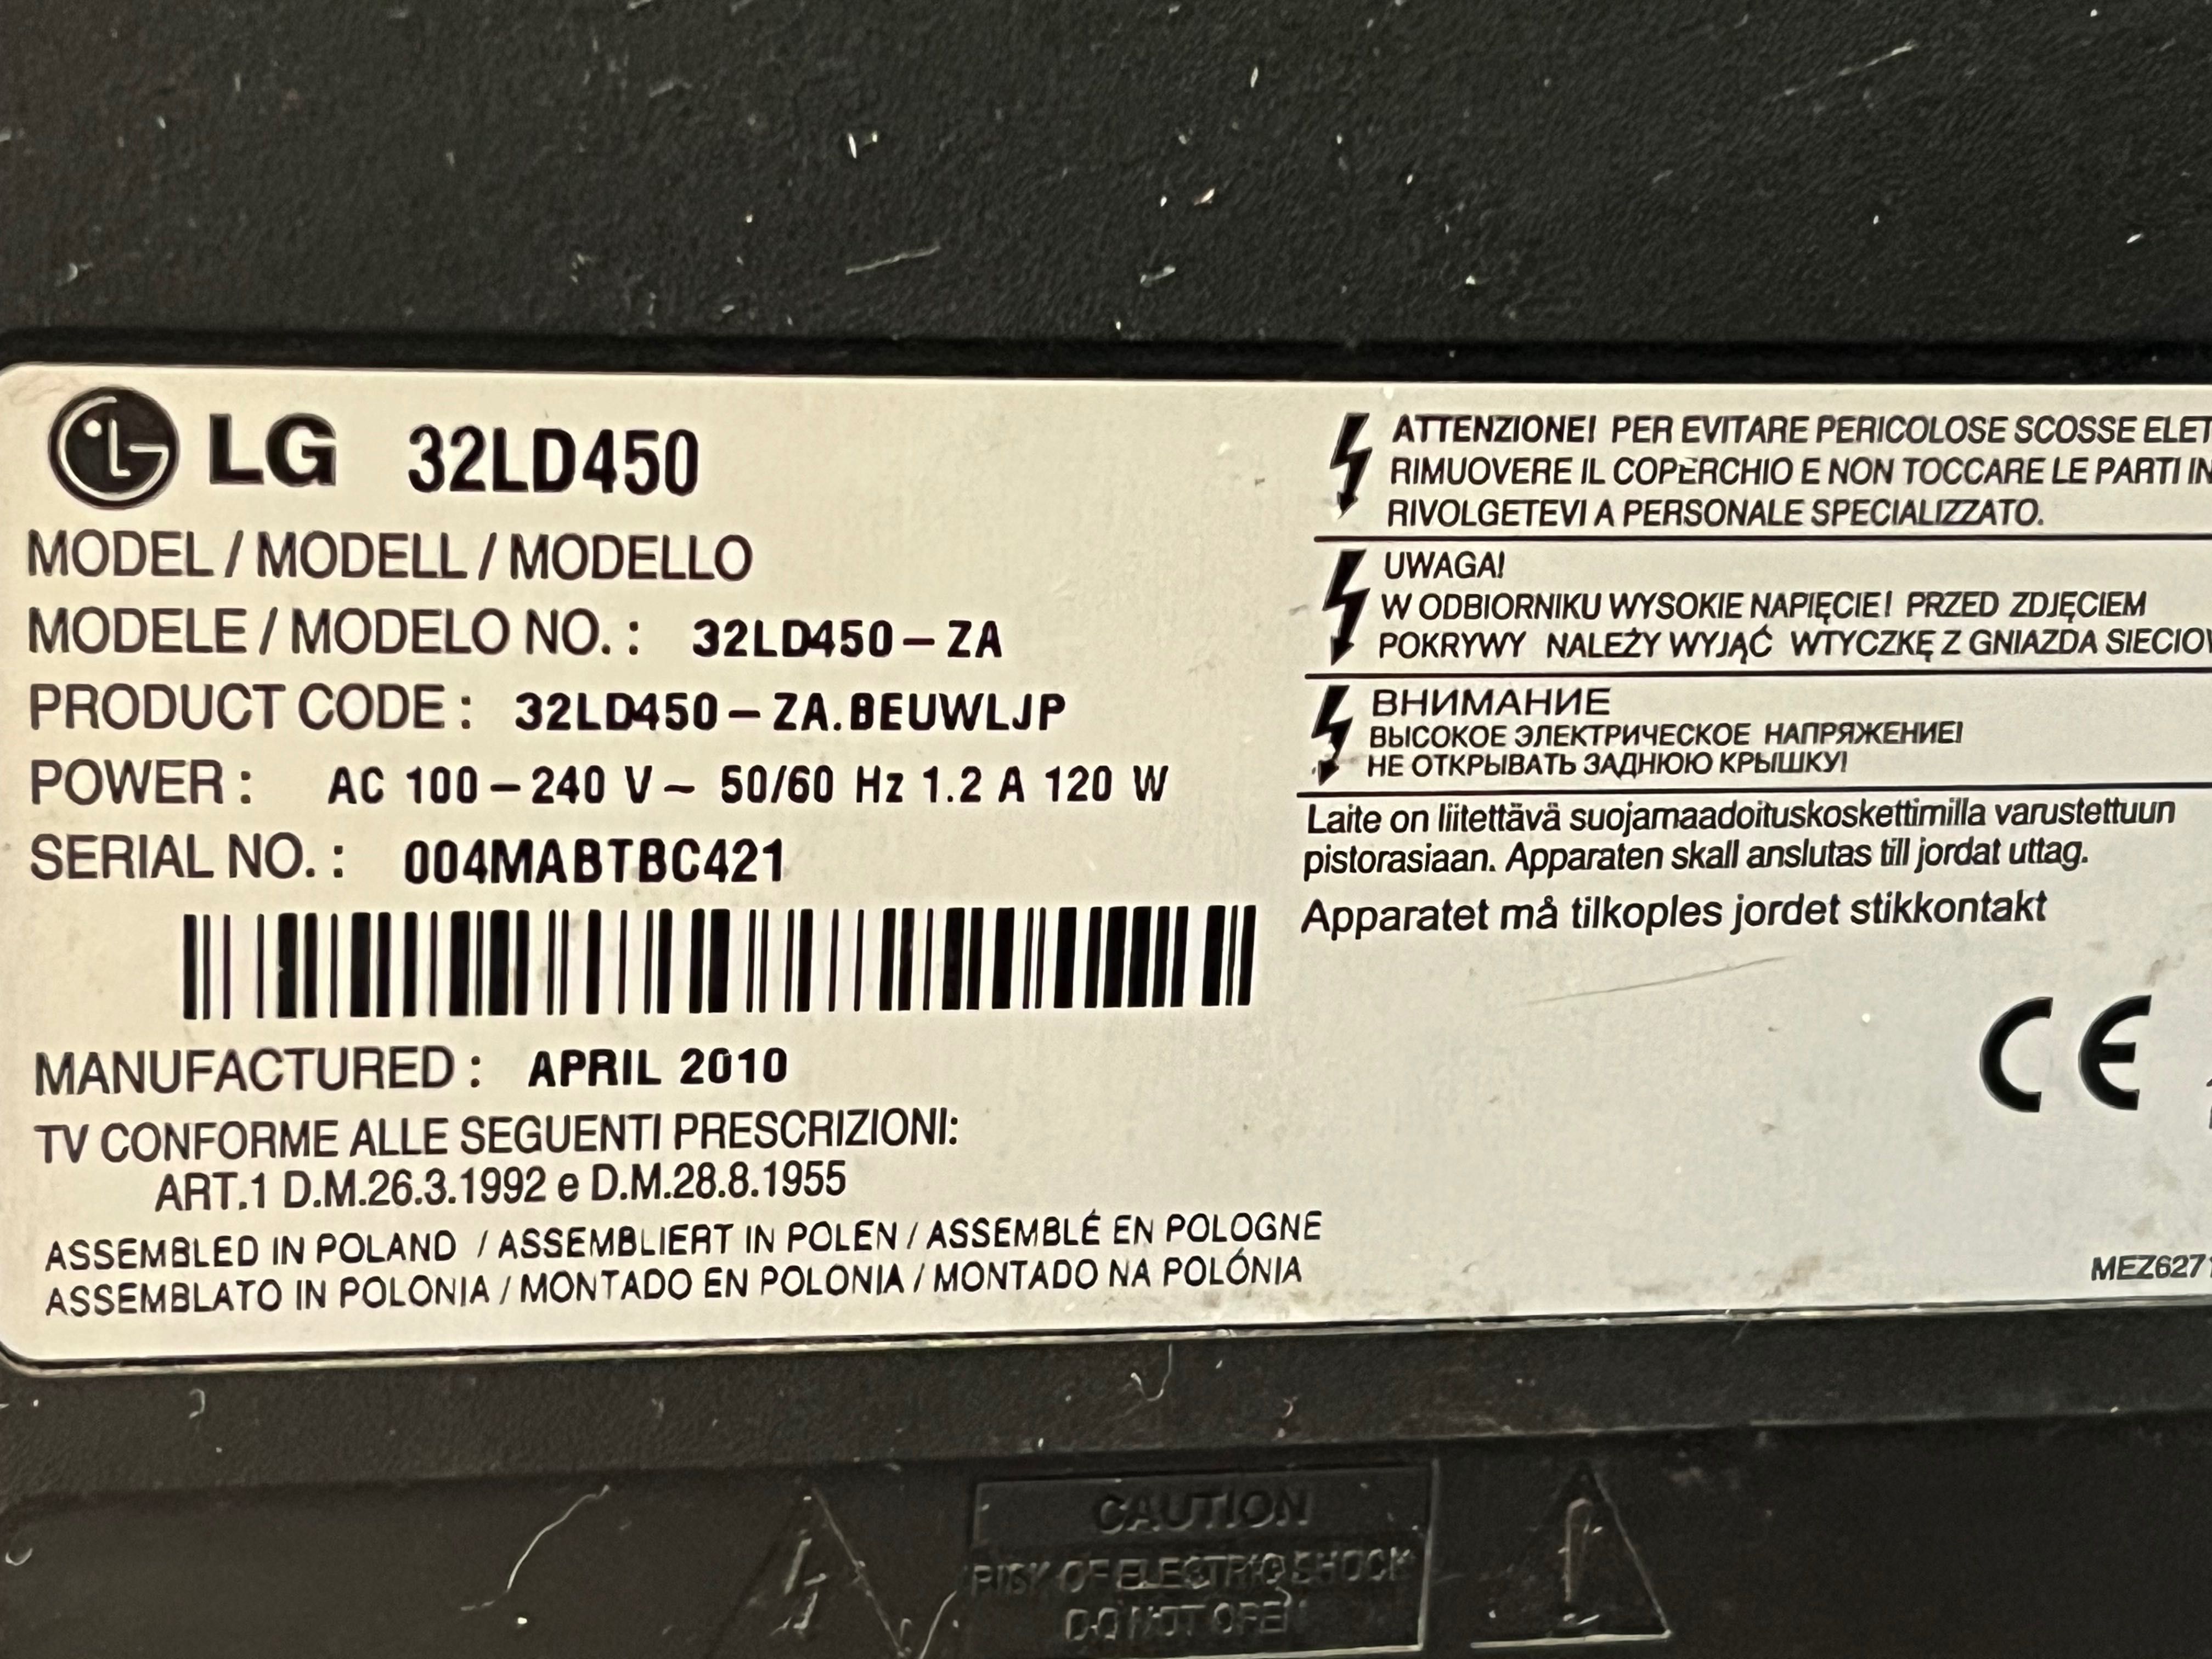 LG 32LD450
MODEL / MODELL / MODELLO
MODELE / MODELO NO. : 32LD450-ZA
PRODUCT CODE : 32LD450-ZA.BEUWLJP
POWER : AC 100-240 V~ 50/60 Hz 1.2 A 120 W
SERIAL NO. : 004MABTBC421
MANUFACTURED : APRIL 2010
TV CONFORME ALLE SEGUENTI PRESCRIZIONI:
ART.1 D.M.26.3.1992 e D.M.28.8.1955
ASSEMBLED IN POLAND / ASSEMBLIERT IN POLEN / ASSEMBLÉ EN POLOGNE
ASSEMBLATO IN POLONIA / MONTADO EN POLONIA / MONTADO NA POLÓNIA
ATTENZIONE! PER EVITARE PERICOLOSE SCOSSE
RIMUOVERE IL COPERCHIO E NON TOCCARE LE PARTI
RIVOLGETEVI A PERSONALE SPECIALIZZATO.
UWAGA!
W ODBIORNIKU WYSOKIE NAPIĘCIE! PRZED ZDJĘCIEM
POKRYWY NALEŻY WYJĄĆ WTYCZKĘ Z GNIAZDA
ВНИМАНИЕ
ВЫСОКОЕ ЭЛЕКТРИЧЕСКОЕ НАПРЯЖЕНИЕ!
НЕ ОТКРЫВАТЬ ЗАДНЮЮ КРЫШКУ!
Laite on liitettävä suojamaadoituskoskettimilla varustettuun
pistorasiaan. Apparaten skall anslutas till jordat uttag.
Apparatet må tilkoples jordet stikkontakt
CE
CAUTION
RISK OF ELECTRIC SHOCK
DO NOT OPEN